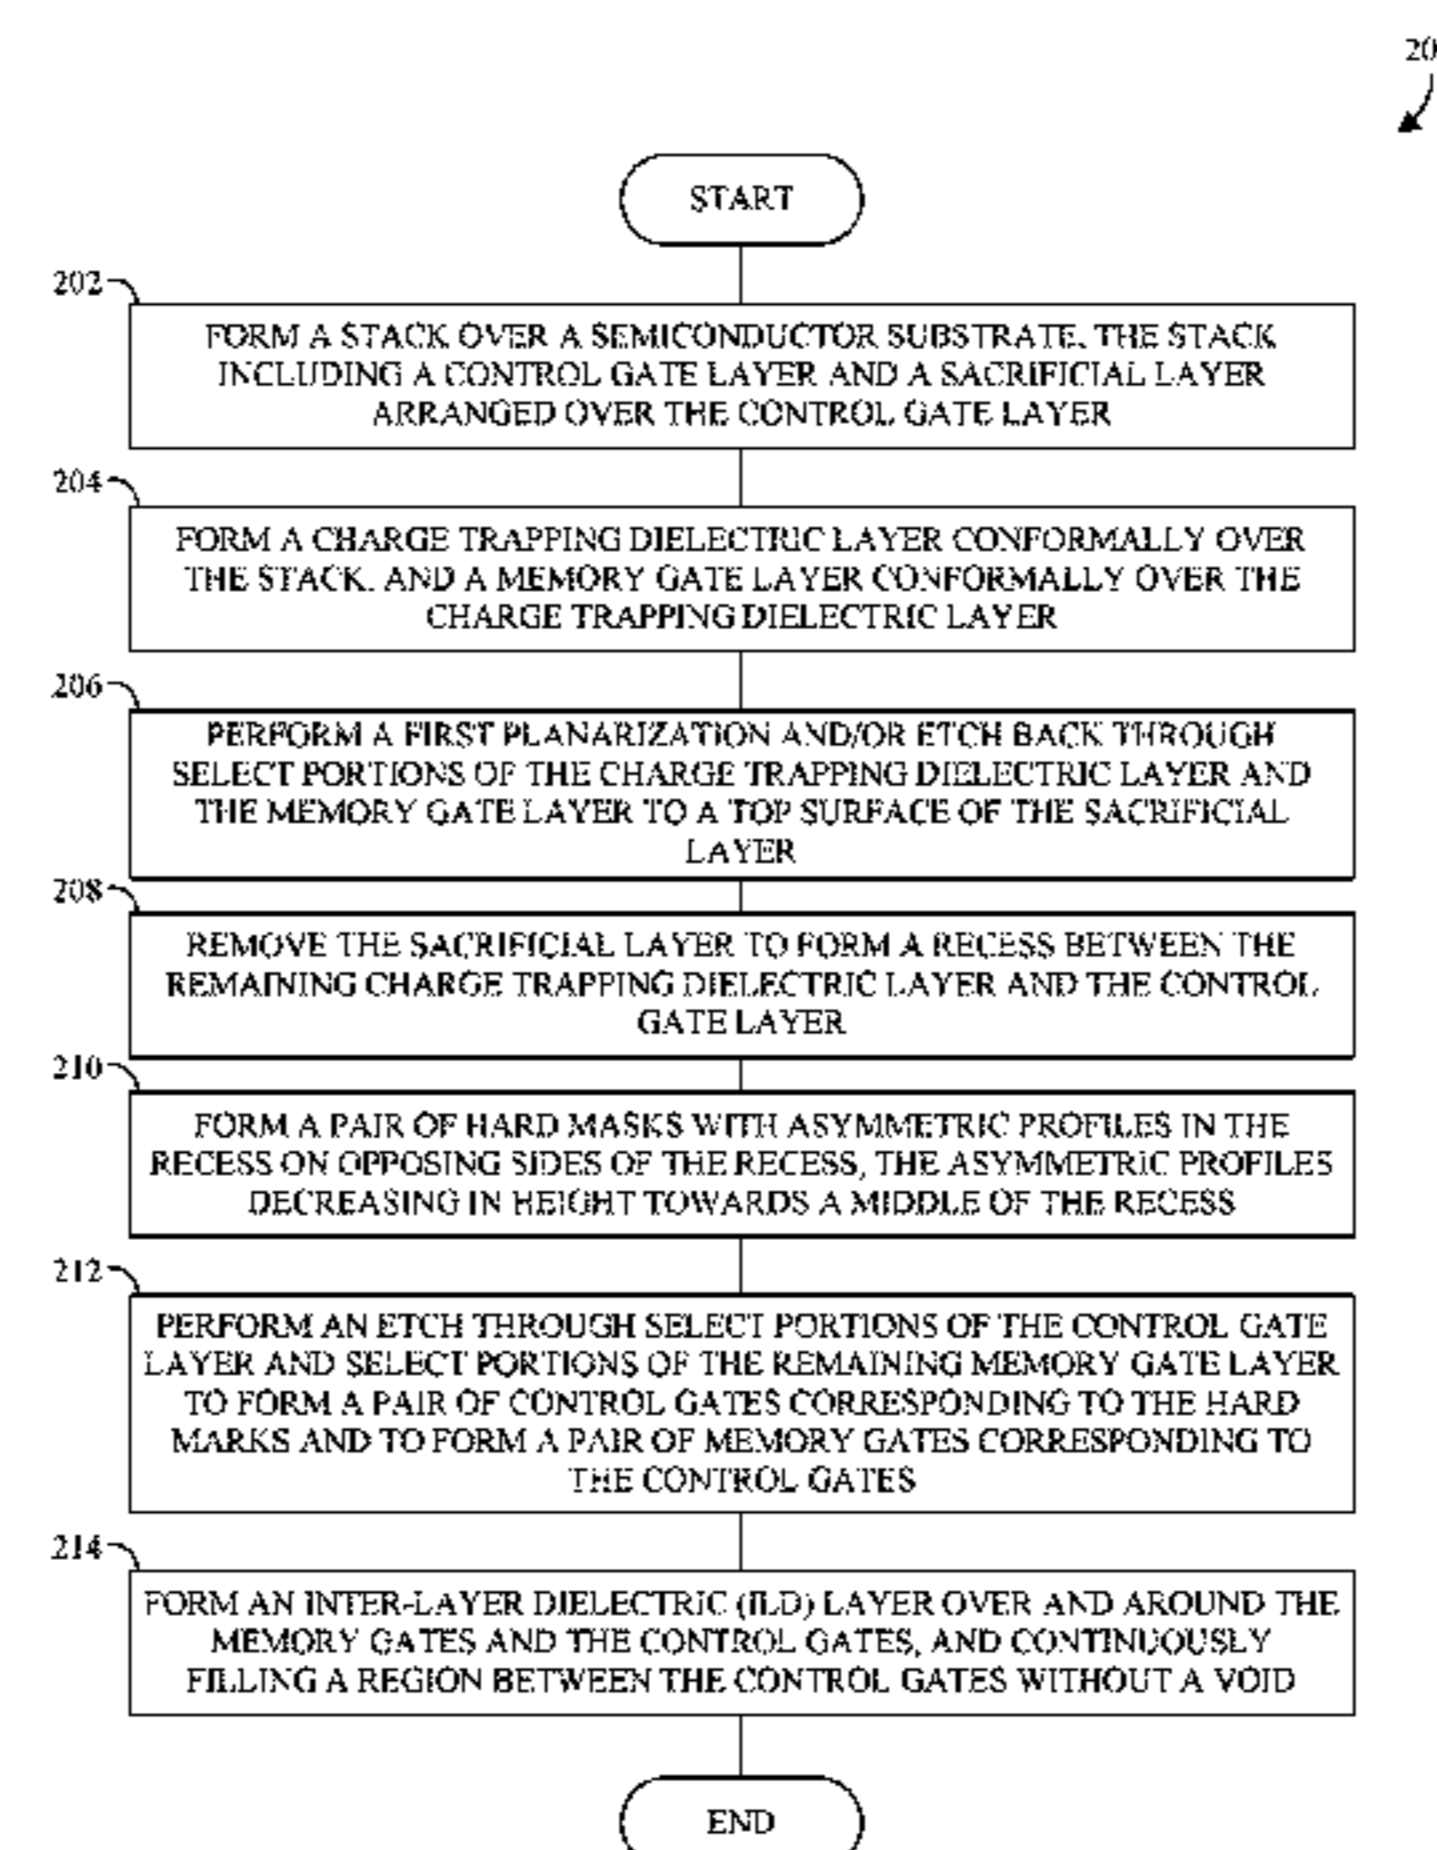 20
START
202
FORM A STACK OVER A SEMICONDUCTOR SUBSTRATE, THE STACK
INCLUDING A CONTROL GATE LAYER AND A SACRIFICIAL LAYER
ARRANGED OVER THE CONTROL GATE LAYER
204
FORM A CHARGE TRAPPING DIELECTRIC LAYER CONFORMALLY OVER
THE STACK, AND A MEMORY GATE LAYER CONFORMALLY OVER THE
CHARGE TRAPPING DIELECTRIC LAYER
206
PERFORM A FIRST PLANARIZATION AND/OR ETCH BACK THROUGH
SELECT PORTIONS OF THE CHARGE TRAPPING DIELECTRIC LAYER AND
THE MEMORY GATE LAYER TO A TOP SURFACE OF THE SACRIFICIAL
LAYER
208
REMOVE THE SACRIFICIAL LAYER TO FORM A RECESS BETWEEN THE
REMAINING CHARGE TRAPPING DIELECTRIC LAYER AND THE CONTROL
GATE LAYER
210
FORM A PAIR OF HARD MASKS WITH ASYMMETRIC PROFILES IN THE
RECESS ON OPPOSING SIDES OF THE RECESS, THE ASYMMETRIC PROFILES
DECREASING IN HEIGHT TOWARDS A MIDDLE OF THE RECESS
212
PERFORM AN ETCH THROUGH SELECT PORTIONS OF THE CONTROL GATE
LAYER AND SELECT PORTIONS OF THE REMAINING MEMORY GATE LAYER
TO FORM A PAIR OF CONTROL GATES CORRESPONDING TO THE HARD
MARKS AND TO FORM A PAIR OF MEMORY GATES CORRESPONDING TO
THE CONTROL GATES
214
FORM AN INTER-LAYER DIELECTRIC (ILD) LAYER OVER AND AROUND THE
MEMORY GATES AND THE CONTROL GATES, AND CONTINUOUSLY
FILLING A REGION BETWEEN THE CONTROL GATES WITHOUT A VOID
END